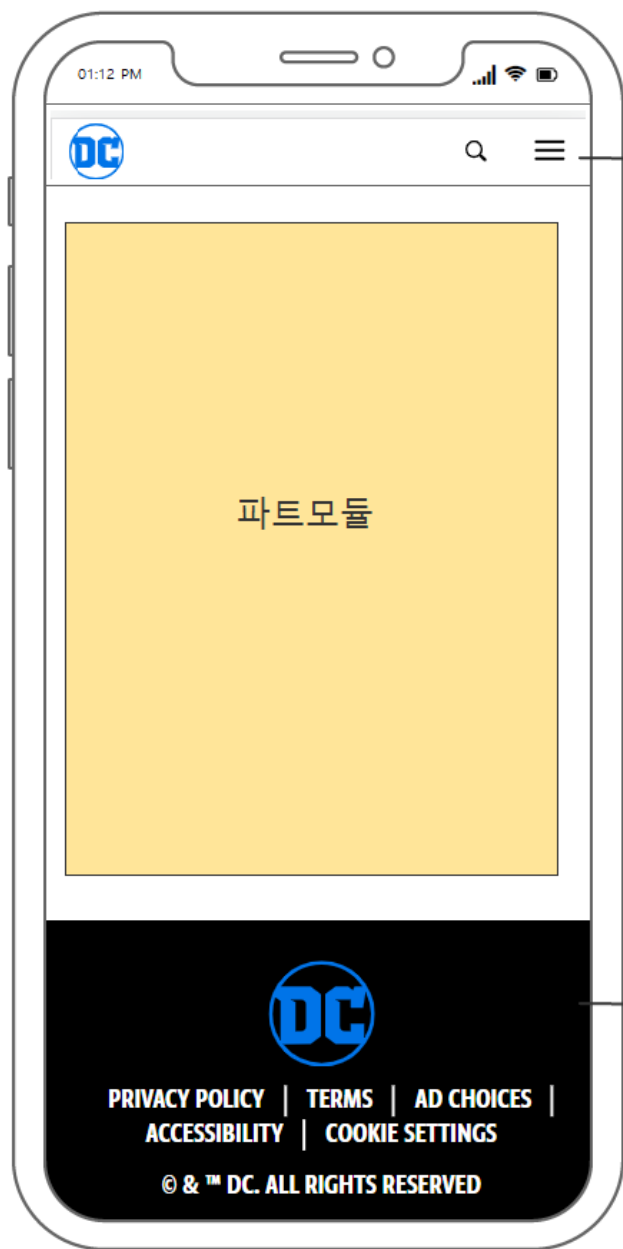 01:12 PM
DC
파트모듈
DC
PRIVACY POLICY | TERMS | AD CHOICES |
ACCESSIBILITY | COOKIE SETTINGS
© & ™ DC. ALL RIGHTS RESERVED